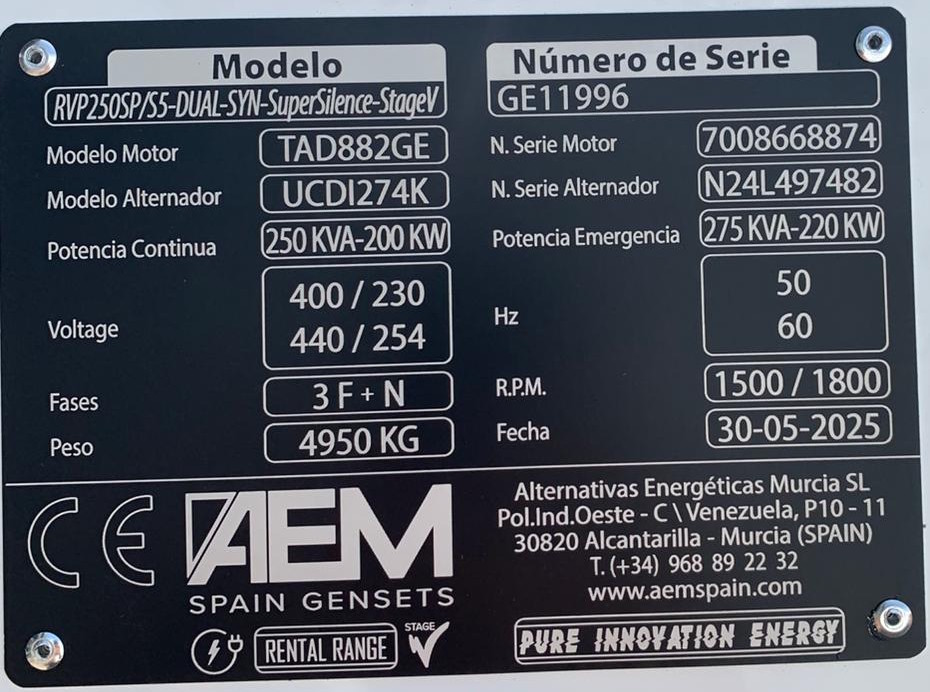 Modelo
RVP250SP/S5-DUAL-SYN-SuperSilence-StageV
Número de Serie
GE11996
Modelo Motor TAD882GE
N. Serie Motor 7008668874
Modelo Alternador UCDI274K
N. Serie Alternador N24L497482
Potencia Continua 250 KVA-200 KW
Potencia Emergencia 275 KVA-220 KW
Voltage 400 / 230
440 / 254
Hz 50
60
Fases 3 F + N
R.P.M. 1500 / 1800
Peso 4950 KG
Fecha 30-05-2025
CE
AEM
SPAIN GENSETS
RENTAL RANGE
STAGE V
Alternativas Energéticas Murcia SL
Pol.Ind.Oeste - C \ Venezuela, P10 - 11
30820 Alcantarilla - Murcia (SPAIN)
T. (+34) 968 89 22 32
www.aemspain.com
PURE INNOVATION ENERGY